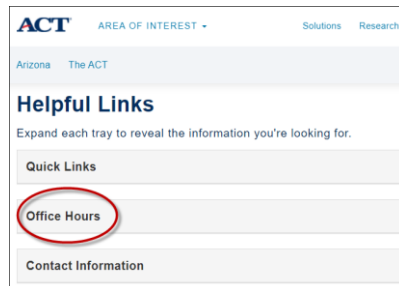 ACT AREA OF INTEREST Solutions Research
Arizona The ACT
Helpful Links
Expand each tray to reveal the information you're looking for.
Quick Links
Office Hours
Contact Information